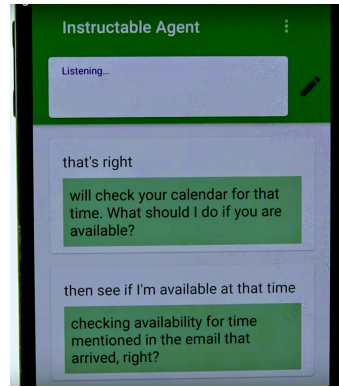 Instructable Agent
Listening...
that's right
will check your calendar for that
time. What should I do if you are
available?
then see if I'm available at that time
checking availability for time
mentioned in the email that
arrived, right?